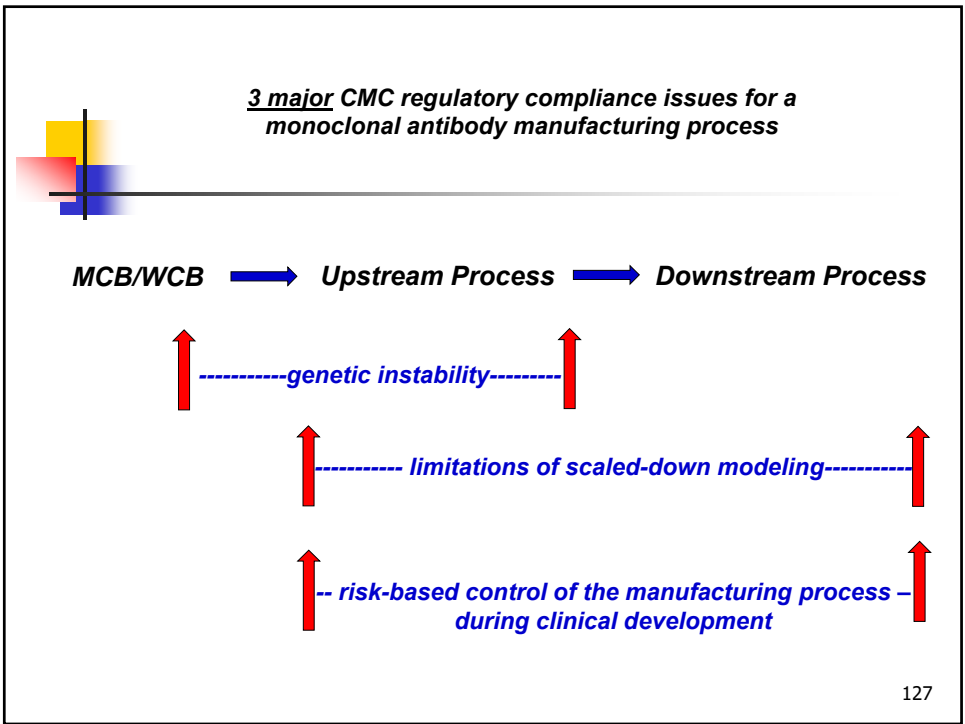 3 major CMC regulatory compliance issues for a
monoclonal antibody manufacturing process
MCB/WCB Upstream Process Downstream Process
-----------genetic instability---------
----------- limitations of scaled-down modeling-----------
-- risk-based control of the manufacturing process –
during clinical development
127